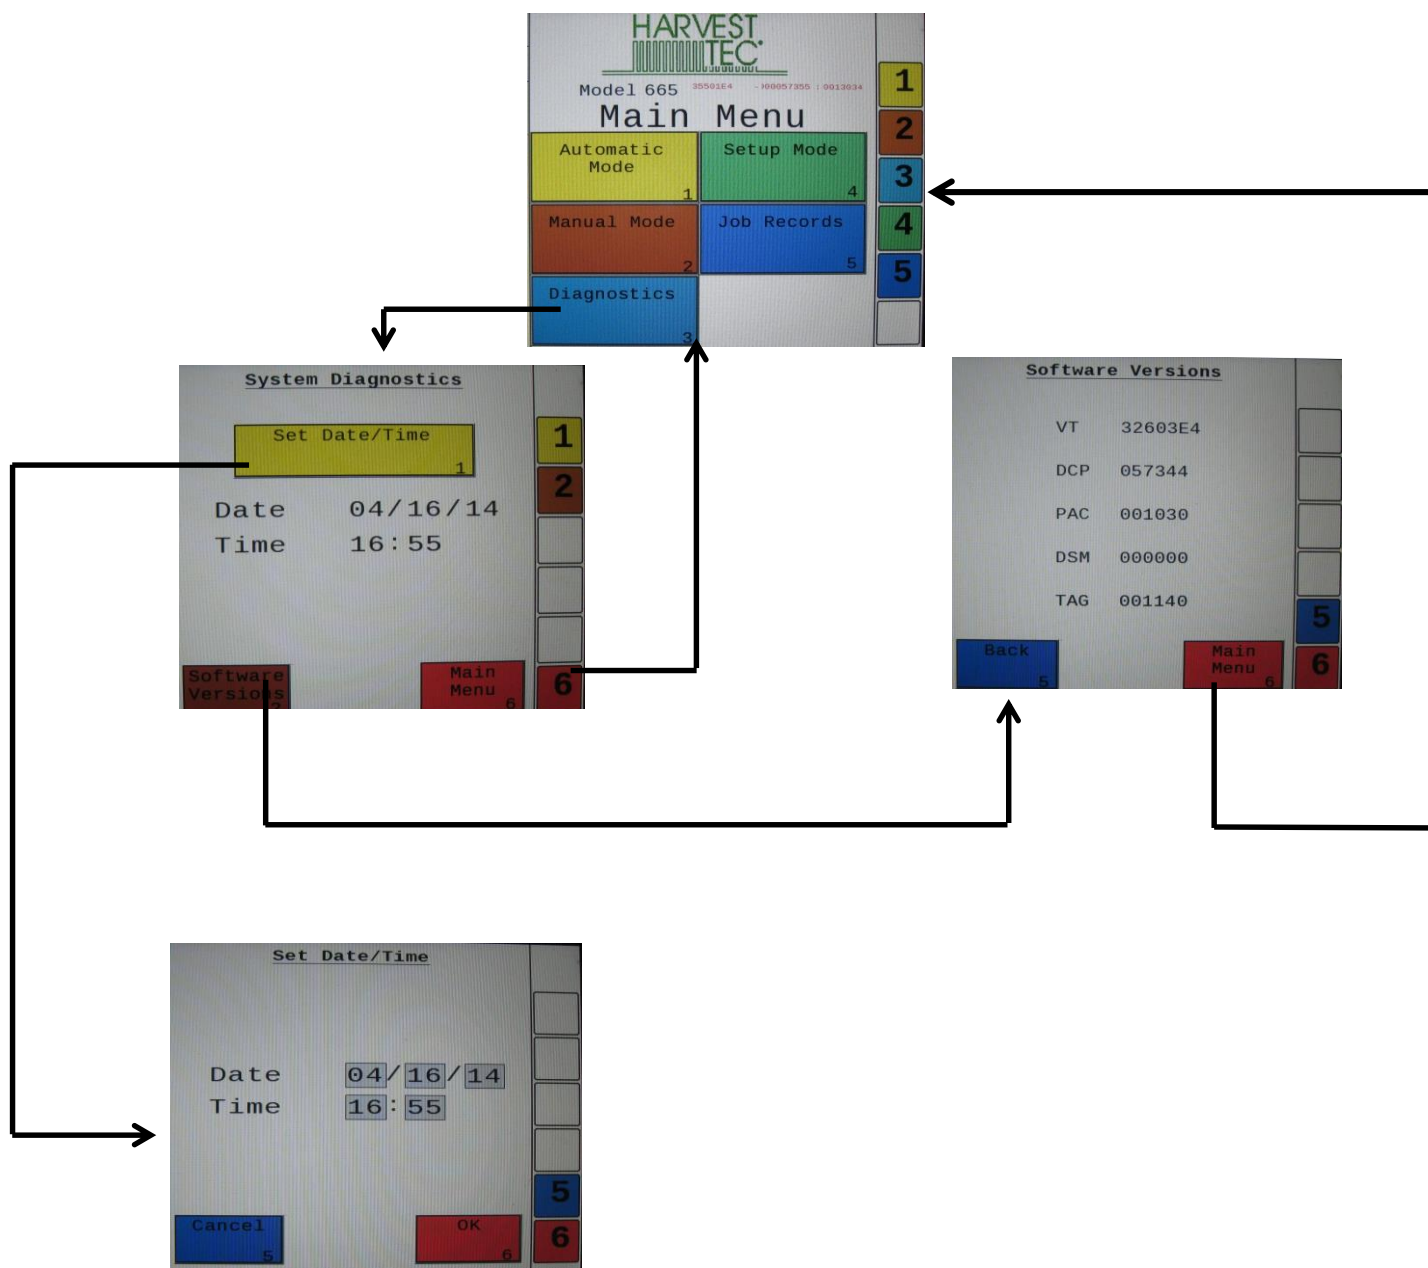 HARVEST
TEC
Model 665 35501E4 -)00057355 : 0013034
Main Menu
Automatic Mode 1
Setup Mode 4
Manual Mode 2
Job Records 5
Diagnostics 3
1
2
3
4
5
System Diagnostics
Set Date/Time 1
Date 04/16/14
Time 16:55
Software Versions 2
Main Menu 6
1
2
6
Software Versions
VT 32603E4
DCP 057344
PAC 001030
DSM 000000
TAG 001140
Back 5
Main Menu 6
5
6
Set Date/Time
Date 04/16/14
Time 16:55
Cancel 5
OK 6
5
6